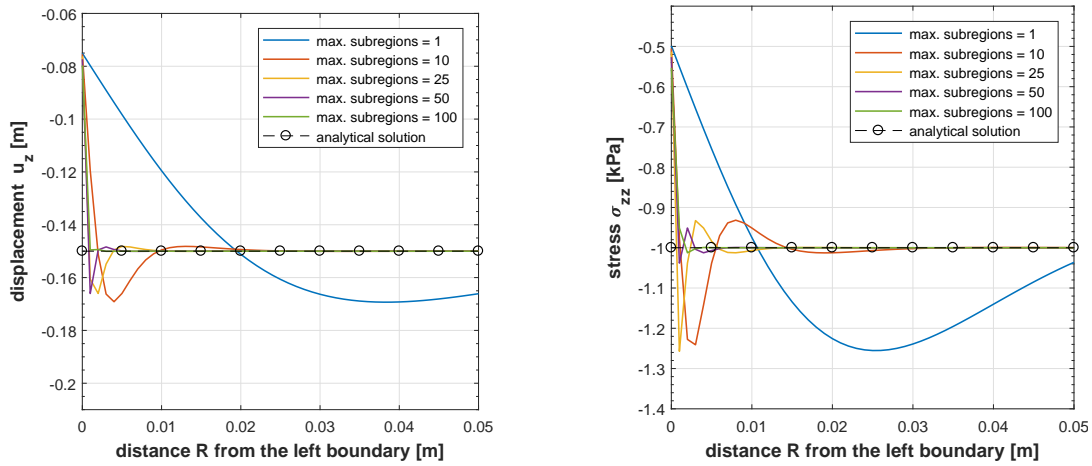 -0.06
-0.08
-0.1
-0.12
-0.14
-0.16
-0.18
-0.2
displacement u_z [m]
max. subregions = 1
max. subregions = 10
max. subregions = 25
max. subregions = 50
max. subregions = 100
analytical solution
0 0.01 0.02 0.03 0.04 0.05
distance R from the left boundary [m]
-0.5
-0.6
-0.7
-0.8
-0.9
-1
-1.1
-1.2
-1.3
-1.4
stress σ_zz [kPa]
max. subregions = 1
max. subregions = 10
max. subregions = 25
max. subregions = 50
max. subregions = 100
analytical solution
0 0.01 0.02 0.03 0.04 0.05
distance R from the left boundary [m]